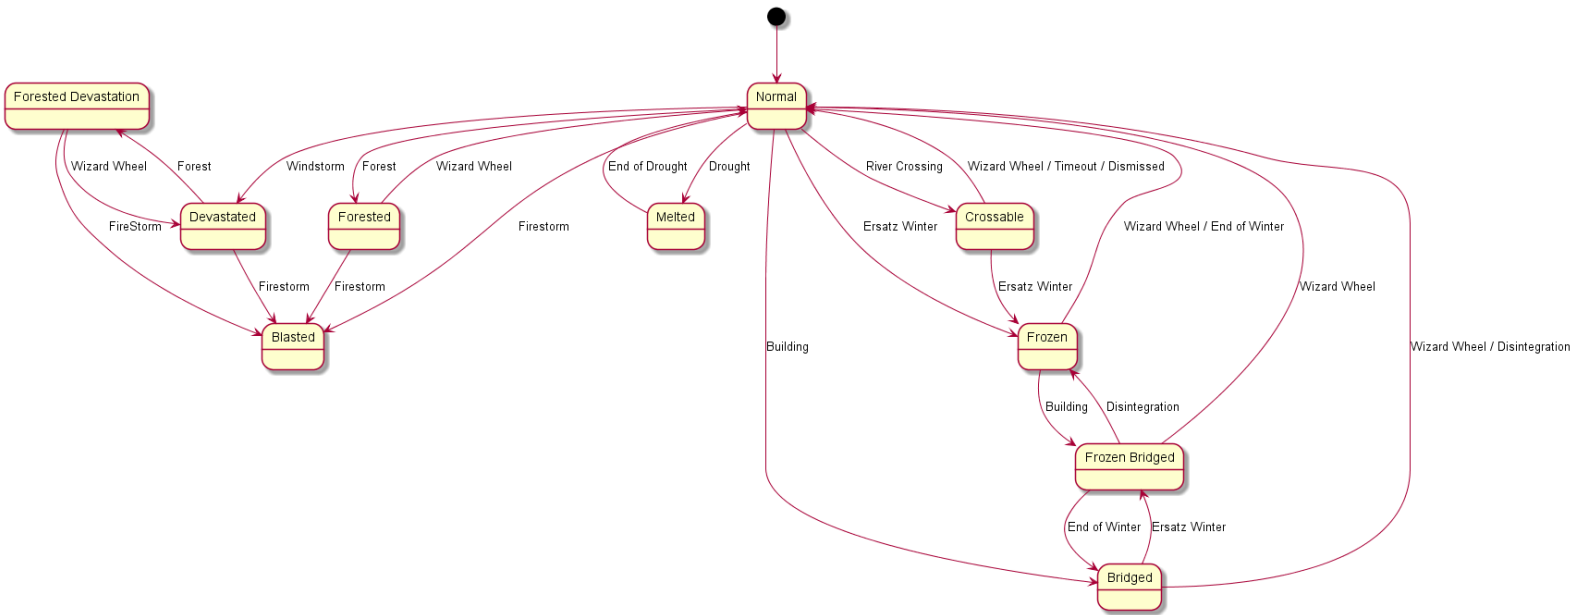 Forested Devastation
Normal
Wizard Wheel
Forest
Windstorm
Forest
Wizard Wheel
End of Drought
Drought
River Crossing
Wizard Wheel / Timeout / Dismissed
Devastated
Forested
Melted
Crossable
FireStorm
Firestorm
Ersatz Winter
Wizard Wheel / End of Winter
Firestorm
Firestorm
Ersatz Winter
Wizard Wheel
Blasted
Frozen
Building
Wizard Wheel / Disintegration
Building
Disintegration
Frozen Bridged
End of Winter
Ersatz Winter
Bridged